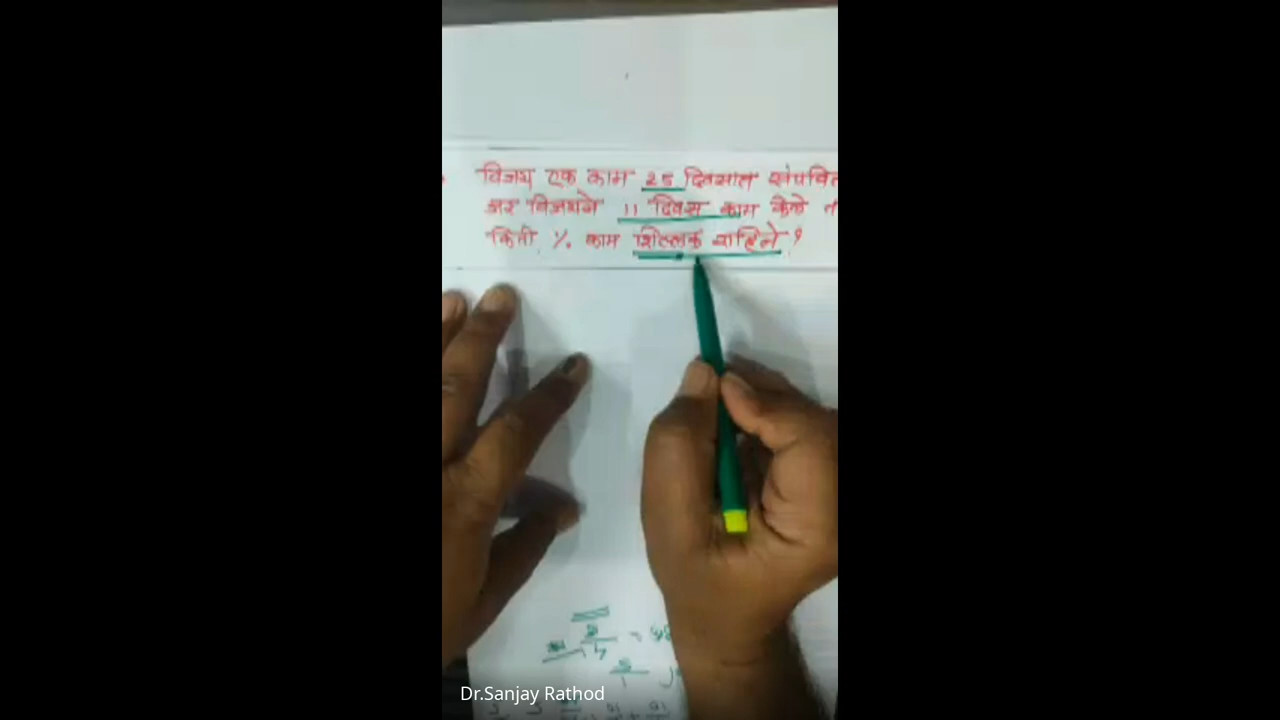 विजय एक काम 25 दिवसात संपवित
जर विजयने 11 दिवस काम केले त
किती % काम शिल्लक राहिले ?
Dr.Sanjay Rathod